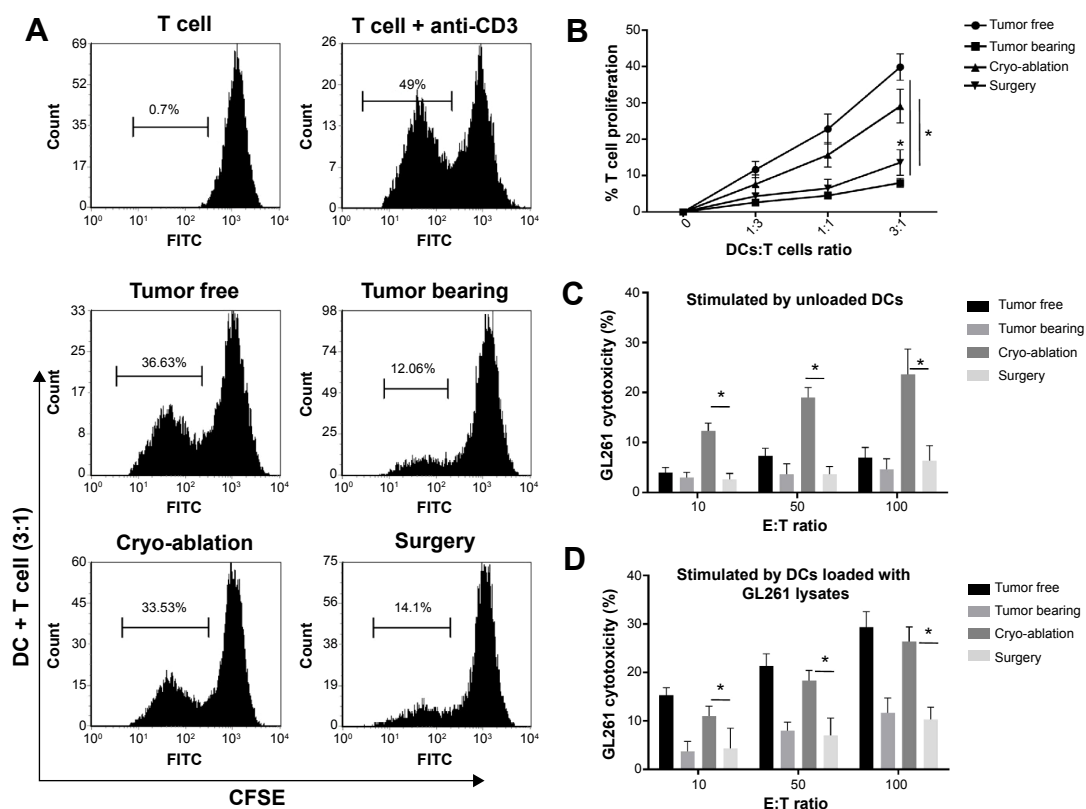 A
T cell
Count
69
52
34
17
0
0.7%
10⁰ 10¹ 10² 10³ 10⁴
FITC
T cell + anti-CD3
Count
26
20
13
7
0
49%
10⁰ 10¹ 10² 10³ 10⁴
FITC
Tumor free
Count
33
25
17
8
0
36.63%
10⁰ 10¹ 10² 10³ 10⁴
FITC
Tumor bearing
Count
98
74
49
25
0
12.06%
10⁰ 10¹ 10² 10³ 10⁴
FITC
Cryo-ablation
Count
60
45
30
15
0
33.53%
10⁰ 10¹ 10² 10³ 10⁴
FITC
Surgery
Count
75
56
38
19
0
14.1%
10⁰ 10¹ 10² 10³ 10⁴
FITC
DC + T cell (3:1)
CFSE
B
% T cell proliferation
50
40
30
20
10
0
0 1:3 1:1 3:1
DCs:T cells ratio
*
*
Tumor free
Tumor bearing
Cryo-ablation
Surgery
C
Stimulated by unloaded DCs
GL261 cytotoxicity (%)
40
30
20
10
0
* * *
10 50 100
E:T ratio
Tumor free
Tumor bearing
Cryo-ablation
Surgery
D
Stimulated by DCs loaded with
GL261 lysates
GL261 cytotoxicity (%)
40
30
20
10
0
* * *
10 50 100
E:T ratio
Tumor free
Tumor bearing
Cryo-ablation
Surgery